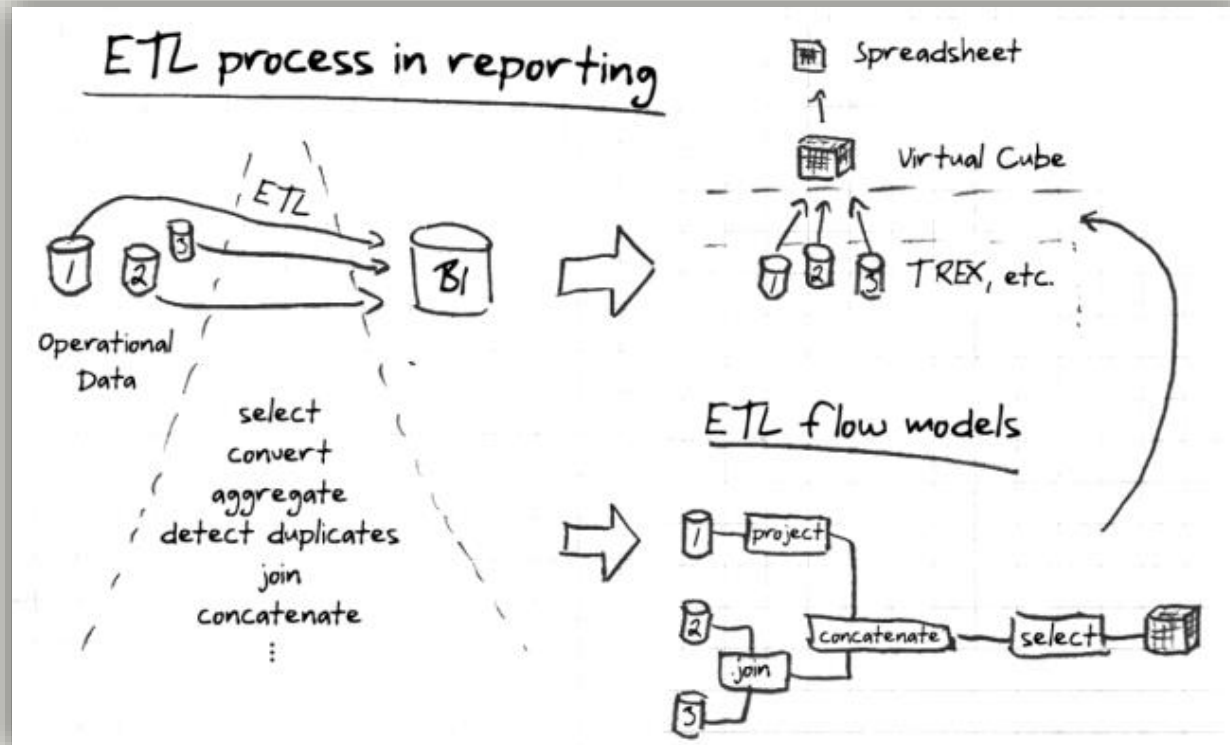 ETL process in reporting
ETL
1
2
3
BI
Operational
Data
select
convert
aggregate
detect duplicates
join
concatenate
⋮
Spreadsheet
Virtual Cube
1
2
3
TREX, etc.
ETL flow models
1
project
2
concatenate
select
join
3